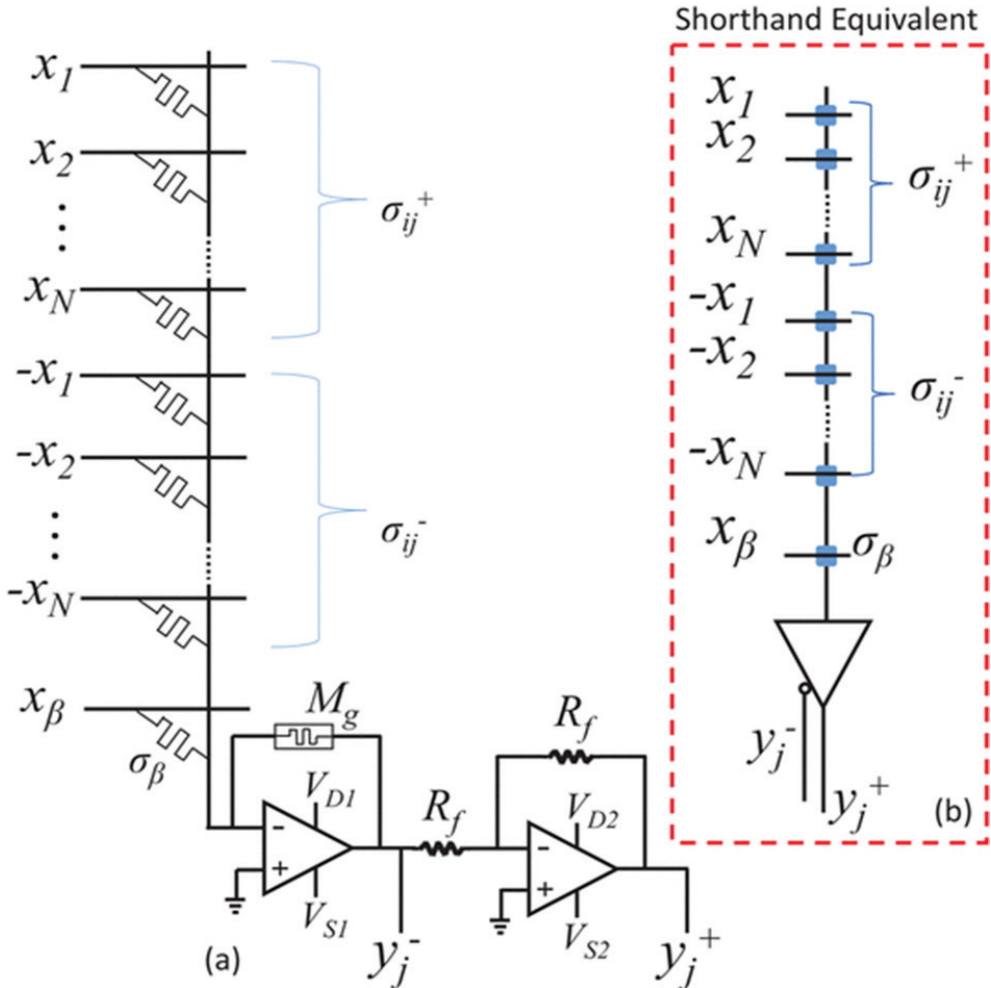 Shorthand Equivalent
x1
x2
⋮
xN
-x1
-x2
⋮
-xN
xβ
σij+
σij-
σβ
Mg
VD1
-
+
VS1
Rf
yj-
Rf
VD2
-
+
VS2
yj+
(a)
x1
x2
xN
σij+
-x1
-x2
-xN
σij-
xβ
σβ
yj-
yj+
(b)